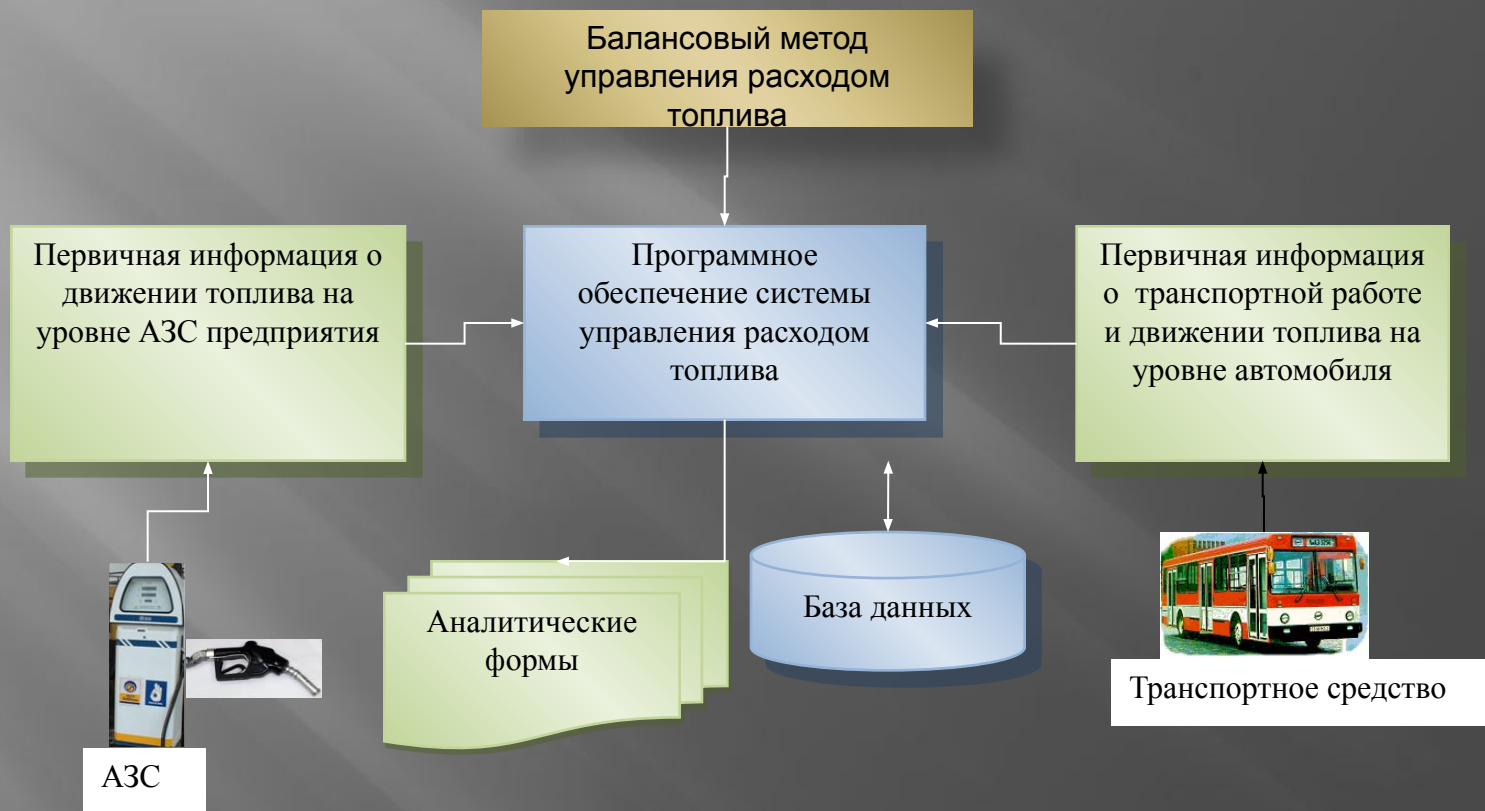 Балансовый метод
управления расходом
топлива
Первичная информация о
движении топлива на
уровне АЗС предприятия
Программное
обеспечение системы
управления расходом
топлива
Первичная информация
о транспортной работе
и движении топлива на
уровне автомобиля
Аналитические
формы
База данных
Транспортное средство
АЗС